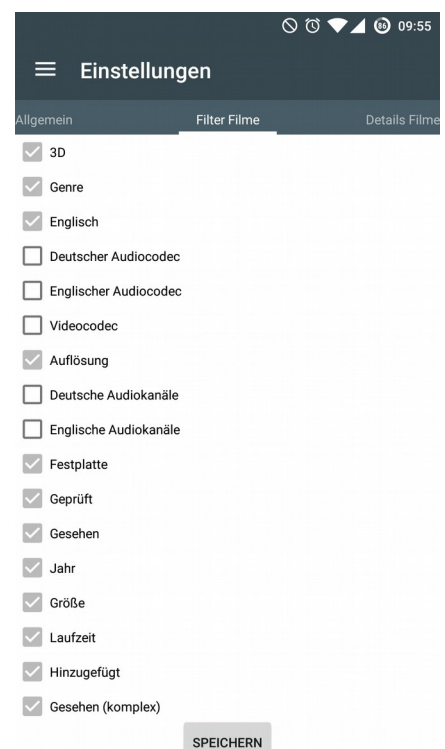 86 09:55
Einstellungen
Allgemein Filter Filme Details Filme
3D
Genre
Englisch
Deutscher Audiocodec
Englischer Audiocodec
Videocodec
Auflösung
Deutsche Audiokanäle
Englische Audiokanäle
Festplatte
Geprüft
Gesehen
Jahr
Größe
Laufzeit
Hinzugefügt
Gesehen (komplex)
SPEICHERN